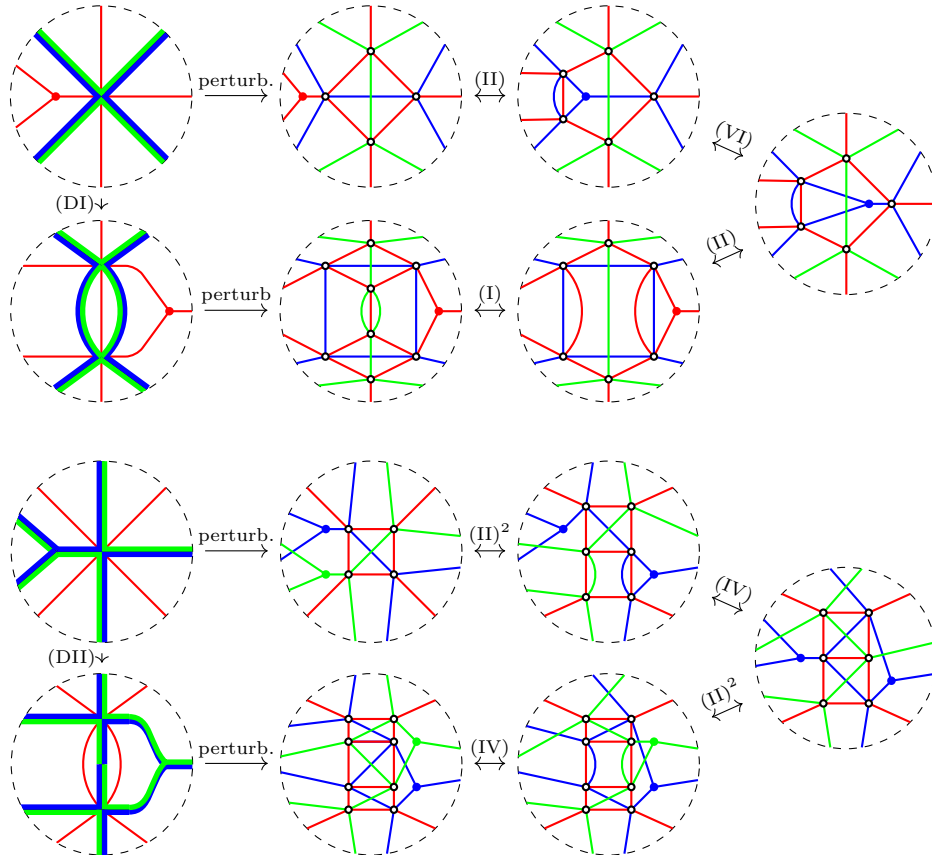 perturb. (II)
(VI)
(DI)
(II)
perturb (I)
perturb. (II)²
(IV)
(DII)
(II)²
perturb. (IV)